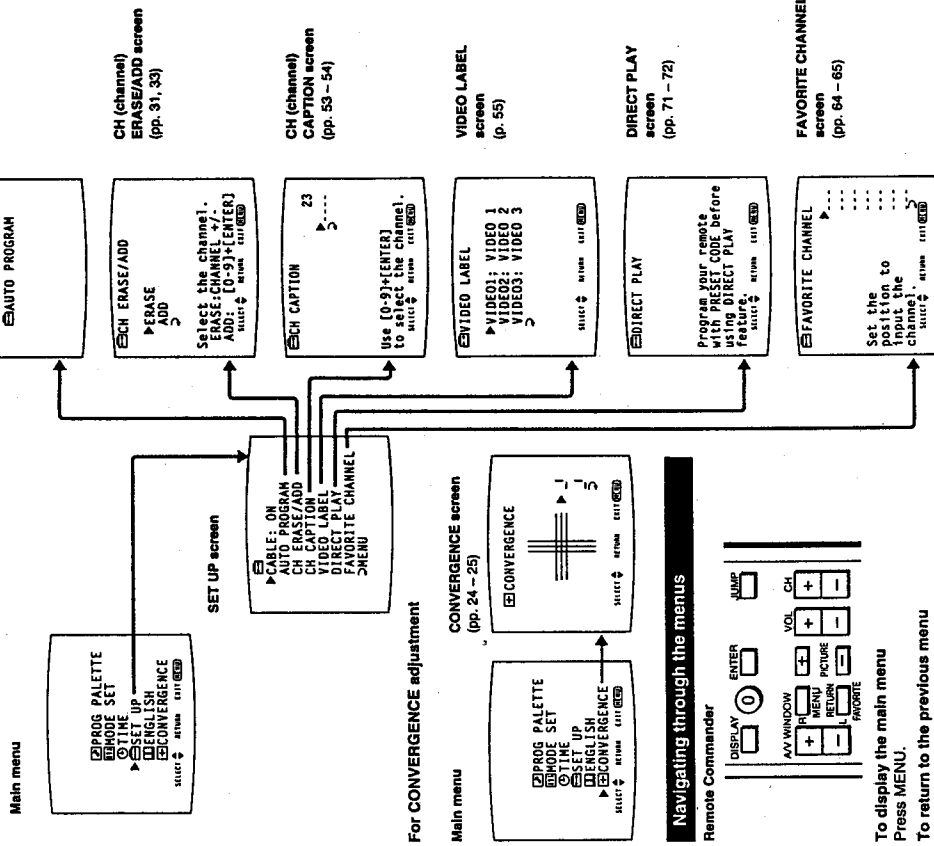 Main menu
PROG PALETTE
MODE SET
TIME
▶SET UP
ENGLISH
CONVERGENCE
SELECT RETURN EXIT MENU
SET UP screen
▶CABLE: ON
AUTO PROGRAM
CH ERASE/ADD
CH CAPTION
VIDEO LABEL
DIRECT PLAY
FAVORITE CHANNEL
MENU
AUTO PROGRAM
CH ERASE/ADD
▶ERASE
ADD
Select the channel.
ERASE:CHANNEL +/-
ADD: [0-9]+[ENTER]
SELECT RETURN EXIT MENU
CH (channel)
ERASE/ADD screen
(pp. 31, 33)
CH CAPTION
23
▶----
Use [0-9]+[ENTER]
to select the channel.
SELECT RETURN EXIT MENU
CH (channel)
CAPTION screen
(pp. 53 – 54)
VIDEO LABEL
▶VIDEO1: VIDEO 1
VIDEO2: VIDEO 2
VIDEO3: VIDEO 3
SELECT RETURN EXIT MENU
VIDEO LABEL
screen
(p. 55)
DIRECT PLAY
Program your remote
with PRESET CODE before
using DIRECT PLAY
feature.
SELECT RETURN EXIT MENU
DIRECT PLAY
screen
(pp. 71 – 72)
FAVORITE CHANNEL
Set the
position to
input the
channel.
SELECT RETURN EXIT MENU
FAVORITE CHANNEL
screen
(pp. 64 – 65)
For CONVERGENCE adjustment
Main menu
PROG PALETTE
MODE SET
TIME
SET UP
ENGLISH
▶CONVERGENCE
SELECT RETURN EXIT MENU
CONVERGENCE screen
(pp. 24 – 25)
CONVERGENCE
SELECT RETURN EXIT MENU
Navigating through the menus
Remote Commander
DISPLAY 0 ENTER JUMP
A/V WINDOW R MENU PICTURE VOL CH
+ + + +
L RETURN
− − − −
FAVORITE
To display the main menu
Press MENU.
To return to the previous menu